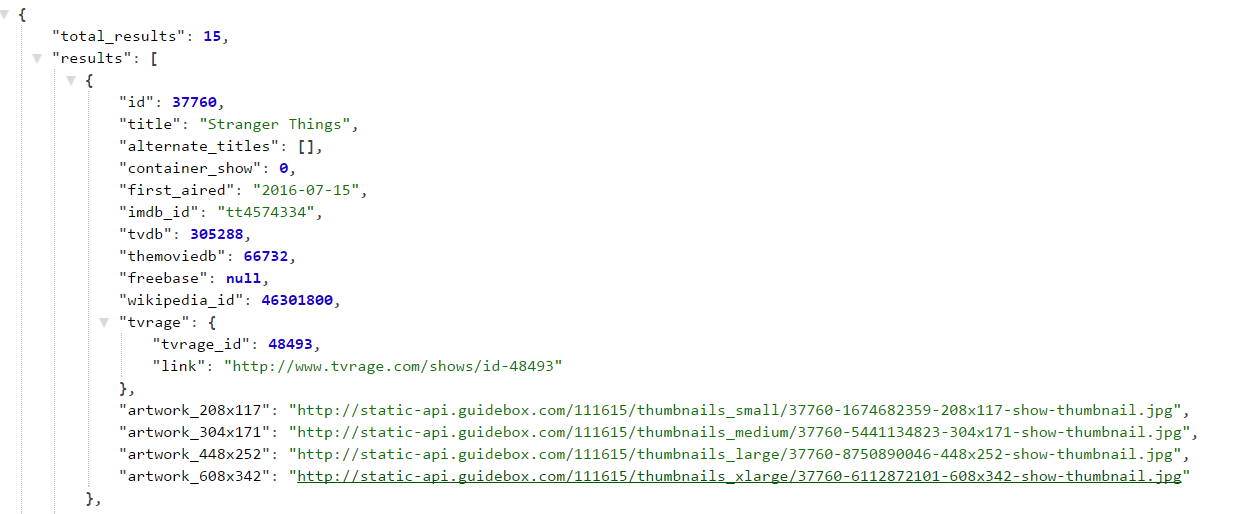 {
"total_results": 15,
"results": [
{
"id": 37760,
"title": "Stranger Things",
"alternate_titles": [],
"container_show": 0,
"first_aired": "2016-07-15",
"imdb_id": "tt4574334",
"tvdb": 305288,
"themoviedb": 66732,
"freebase": null,
"wikipedia_id": 46301800,
"tvrage": {
"tvrage_id": 48493,
"link": "http://www.tvrage.com/shows/id-48493"
},
"artwork_208x117": "http://static-api.guidebox.com/111615/thumbnails_small/37760-1674682359-208x117-show-thumbnail.jpg",
"artwork_304x171": "http://static-api.guidebox.com/111615/thumbnails_medium/37760-5441134823-304x171-show-thumbnail.jpg",
"artwork_448x252": "http://static-api.guidebox.com/111615/thumbnails_large/37760-8750890046-448x252-show-thumbnail.jpg",
"artwork_608x342": "http://static-api.guidebox.com/111615/thumbnails_xlarge/37760-6112872101-608x342-show-thumbnail.jpg"
},